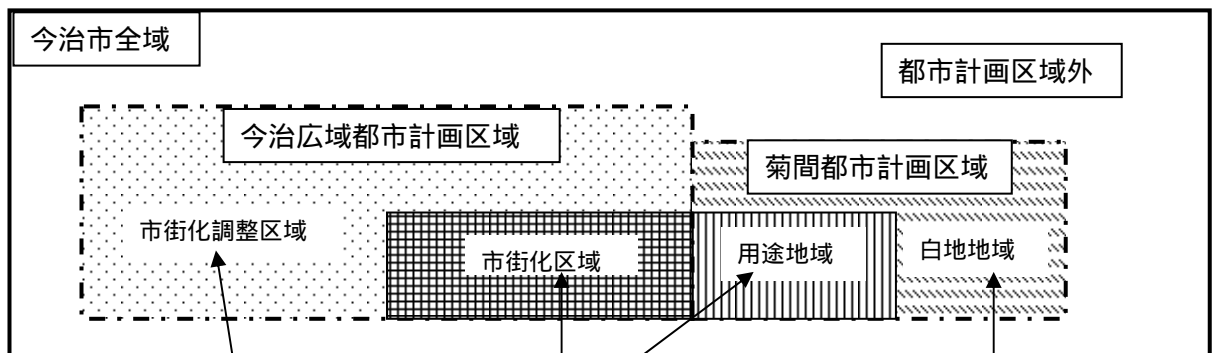 今治市全域
都市計画区域外
今治広域都市計画区域
菊間都市計画区域
市街化調整区域
市街化区域
用途地域
白地地域